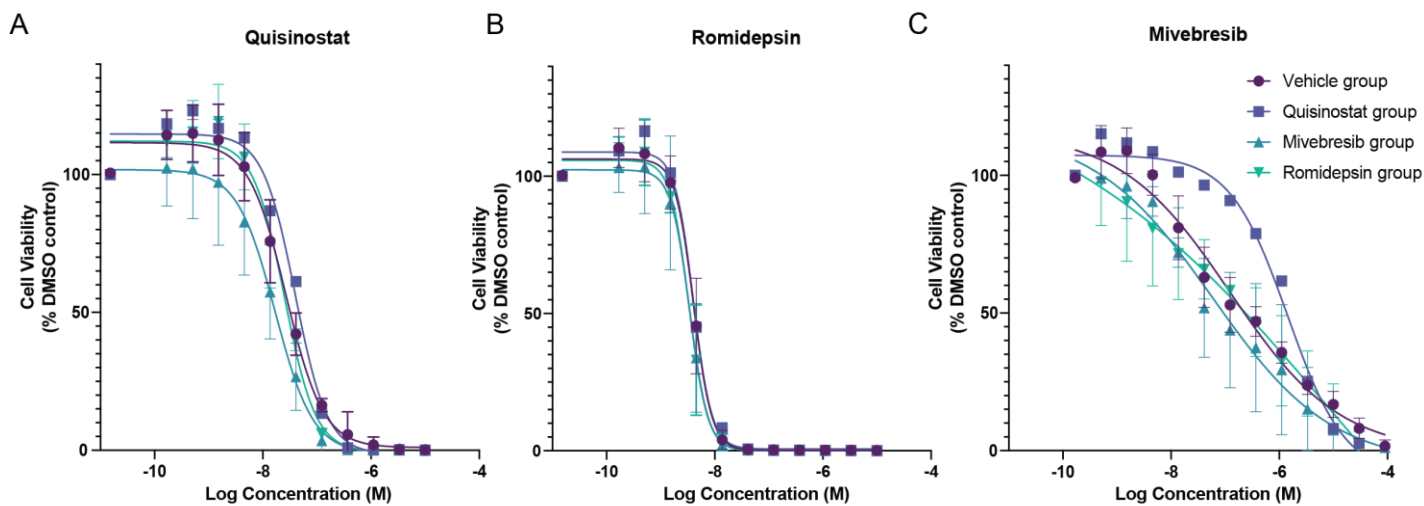 A
Quisinostat
Cell Viability
(% DMSO control)
100
50
0
-10
-8
-6
-4
Log Concentration (M)
B
Romidepsin
Cell Viability
(% DMSO control)
100
50
0
-10
-8
-6
-4
Log Concentration (M)
C
Mivebresib
Cell Viability
(% DMSO control)
100
50
0
-10
-8
-6
-4
Log Concentration (M)
Vehicle group
Quisinostat group
Mivebresib group
Romidepsin group